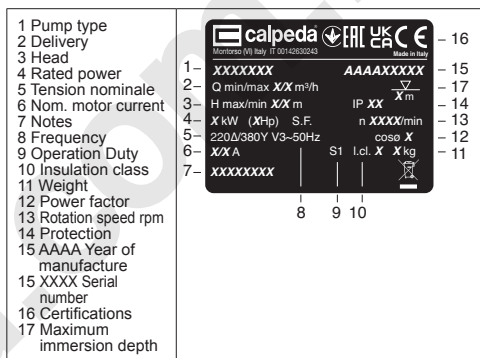 1 Pump type
2 Delivery
3 Head
4 Rated power
5 Tension nominale
6 Nom. motor current
7 Notes
8 Frequency
9 Operation Duty
10 Insulation class
11 Weight
12 Power factor
13 Rotation speed rpm
14 Protection
15 AAAA Year of
manufacture
15 XXXX Serial
number
16 Certifications
17 Maximum
immersion depth
calpeda EAC UK CA CE – 16
Montorso (VI) Italy IT 00142630243 Made in Italy
1– XXXXXXX AAAAXXXXX – 15
2– Q min/max X/X m³/h – 17
X m
3– H max/min X/X m IP XX – 14
4– X kW (XHp) S.F. n XXXX/min – 13
5– 220Δ/380Y V3~50Hz cosø X – 12
6– X/X A S1 I.cl. X X kg – 11
7– XXXXXXXX
8 9 10